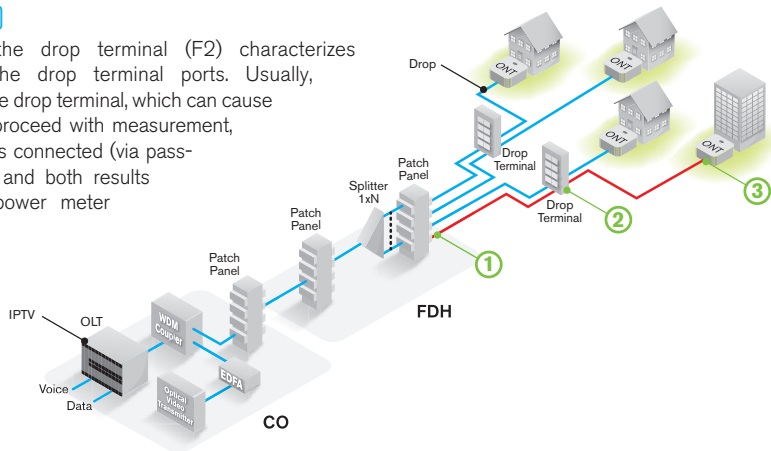 the drop terminal (F2) characterizes
he drop terminal ports. Usually,
e drop terminal, which can cause
proceed with measurement,
s connected (via pass-
and both results
power meter
Drop
ONT
ONT
ONT
ONT
Drop
Terminal
Drop
Terminal
Patch
Panel
Splitter
1xN
Patch
Panel
Patch
Panel
1
2
3
FDH
IPTV
OLT
WDM
Coupler
EDFA
Optical
Video
Transmitter
Voice
Data
CO